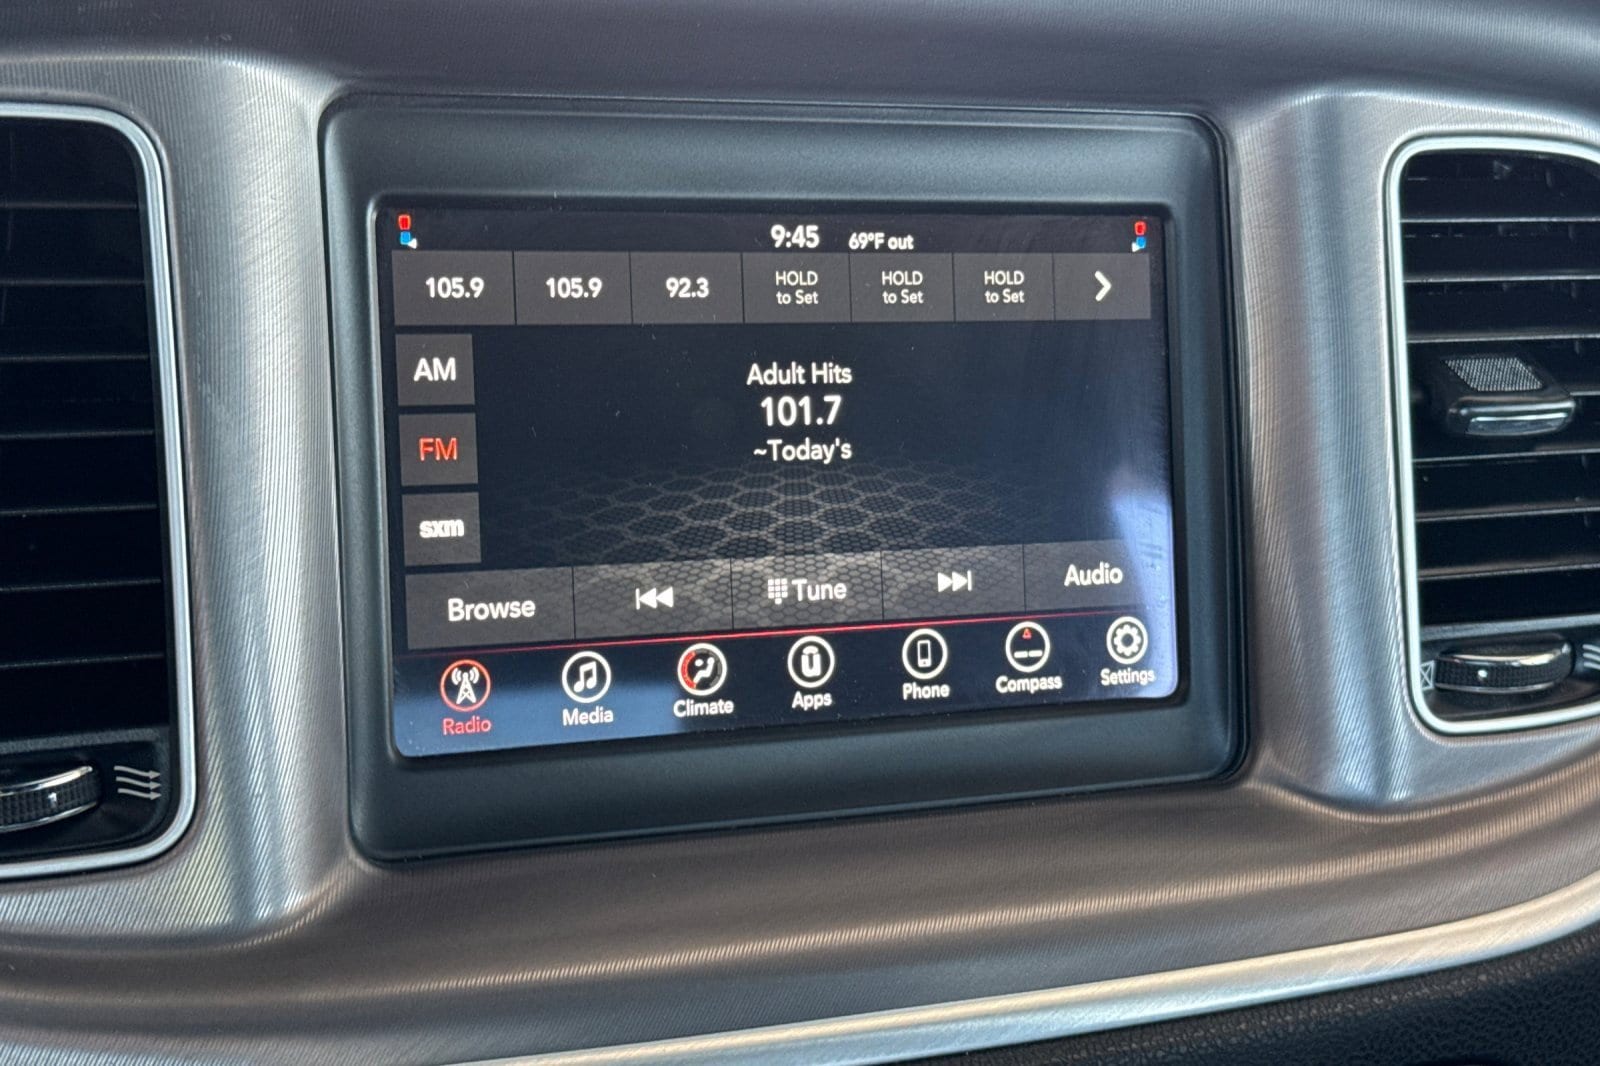 9:45 69°F out
105.9 105.9 92.3 HOLD to Set HOLD to Set HOLD to Set
AM
FM
sxm
Adult Hits
101.7
~Today's
Browse Tune Audio
Radio Media Climate Apps Phone Compass Settings